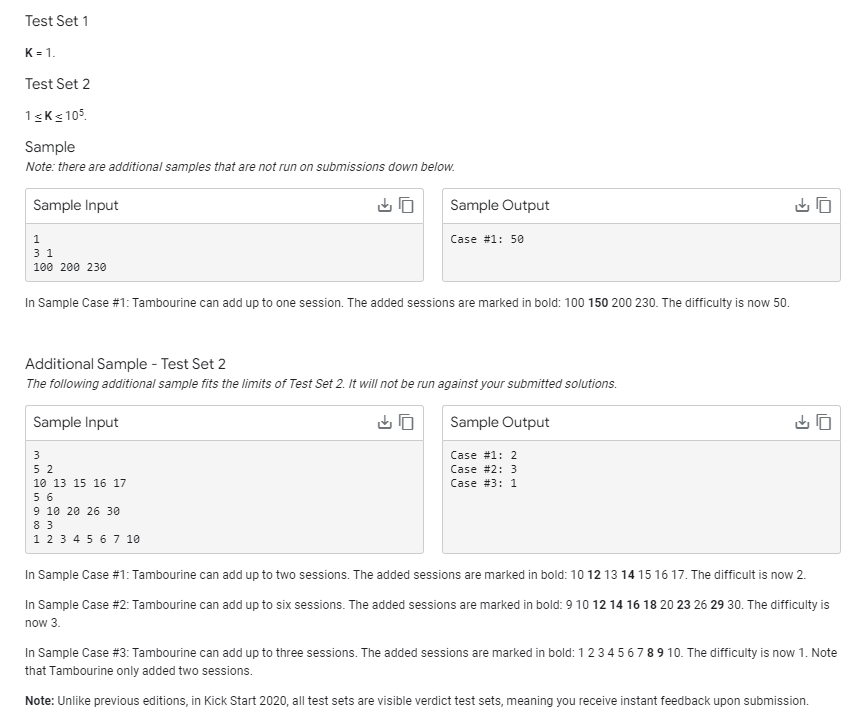 Test Set 1
K = 1.
Test Set 2
1 ≤ K ≤ 10⁵.
Sample
Note: there are additional samples that are not run on submissions down below.
Sample Input
Sample Output
1
3 1
100 200 230
Case #1: 50
In Sample Case #1: Tambourine can add up to one session. The added sessions are marked in bold: 100 150 200 230. The difficulty is now 50.
Additional Sample - Test Set 2
The following additional sample fits the limits of Test Set 2. It will not be run against your submitted solutions.
Sample Input
Sample Output
3
5 2
10 13 15 16 17
5 6
9 10 20 26 30
8 3
1 2 3 4 5 6 7 10
Case #1: 2
Case #2: 3
Case #3: 1
In Sample Case #1: Tambourine can add up to two sessions. The added sessions are marked in bold: 10 12 13 14 15 16 17. The difficult is now 2.
In Sample Case #2: Tambourine can add up to six sessions. The added sessions are marked in bold: 9 10 12 14 16 18 20 23 26 29 30. The difficulty is
now 3.
In Sample Case #3: Tambourine can add up to three sessions. The added sessions are marked in bold: 1 2 3 4 5 6 7 8 9 10. The difficulty is now 1. Note
that Tambourine only added two sessions.
Note: Unlike previous editions, in Kick Start 2020, all test sets are visible verdict test sets, meaning you receive instant feedback upon submission.